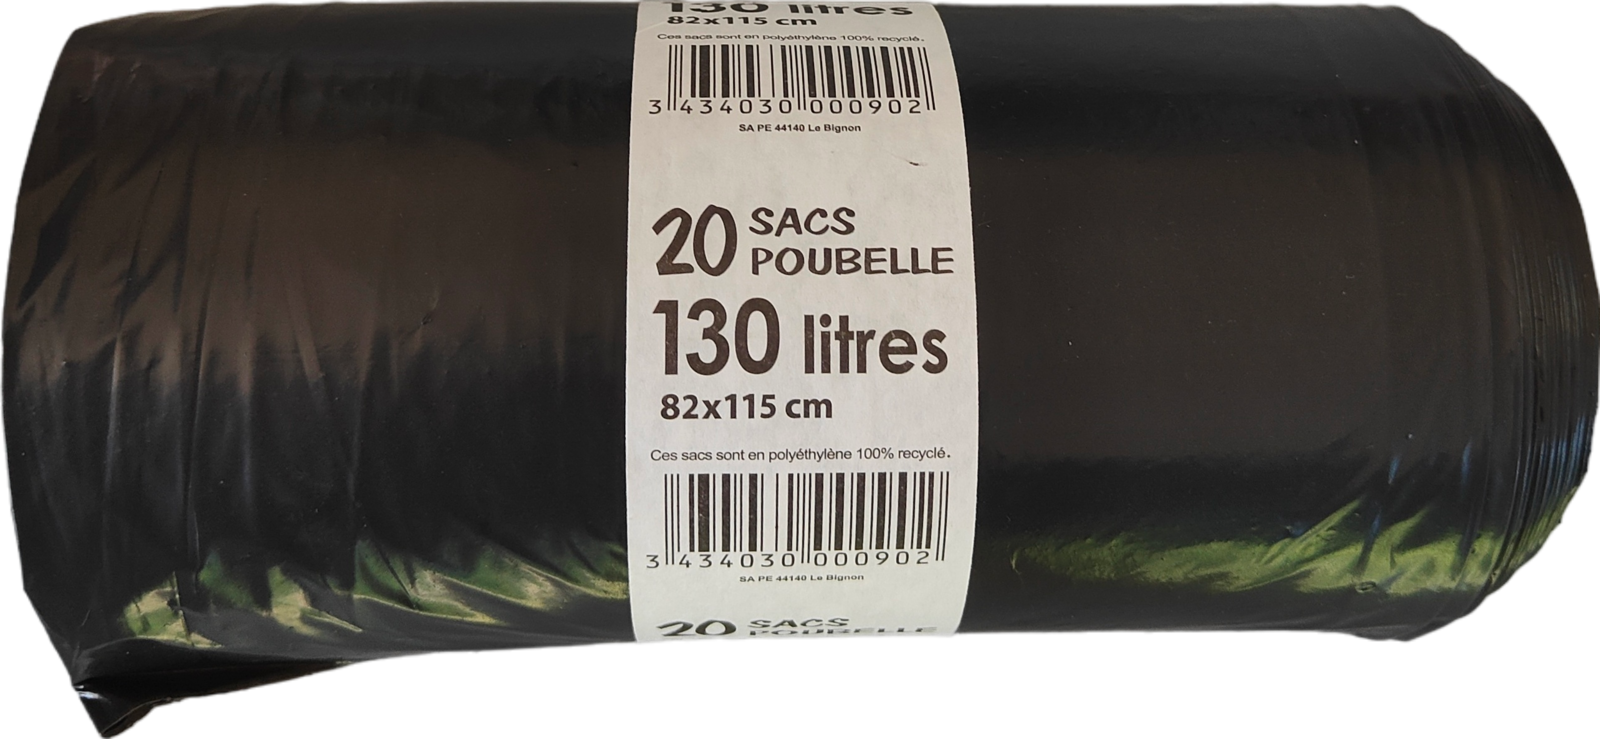 130 litres
82x115 cm
Ces sacs sont en polyéthylène 100% recyclé.
3 434030 000902
SA PE 44140 Le Bignon
20 SACS
POUBELLE
130 litres
82x115 cm
Ces sacs sont en polyéthylène 100% recyclé.
3 434030 000902
SA PE 44140 Le Bignon
20 SACS
POUBELLE